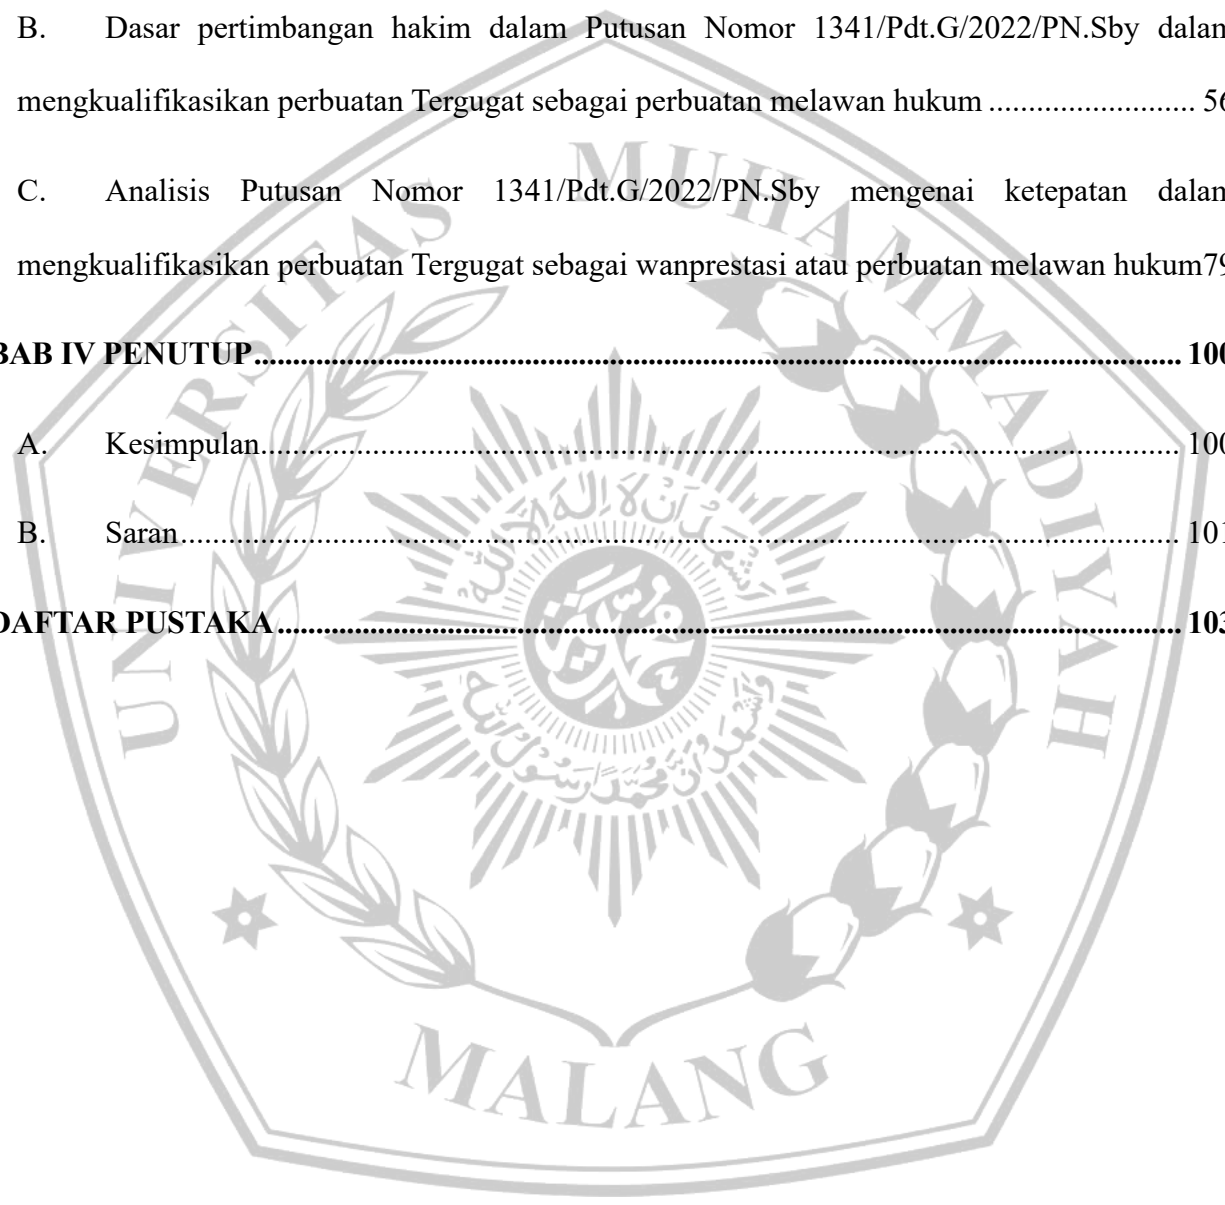 B. Dasar pertimbangan hakim dalam Putusan Nomor 1341/Pdt.G/2022/PN.Sby dalam
mengkualifikasikan perbuatan Tergugat sebagai perbuatan melawan hukum .......................... 56
C. Analisis Putusan Nomor 1341/Pdt.G/2022/PN.Sby mengenai ketepatan dalam
mengkualifikasikan perbuatan Tergugat sebagai wanprestasi atau perbuatan melawan hukum79
BAB IV PENUTUP..................................................................................................................... 100
A. Kesimpulan.................................................................................................................... 100
B. Saran.............................................................................................................................. 101
DAFTAR PUSTAKA.................................................................................................................. 103
UNIVERSITAS MUHAMMADIYAH
MALANG